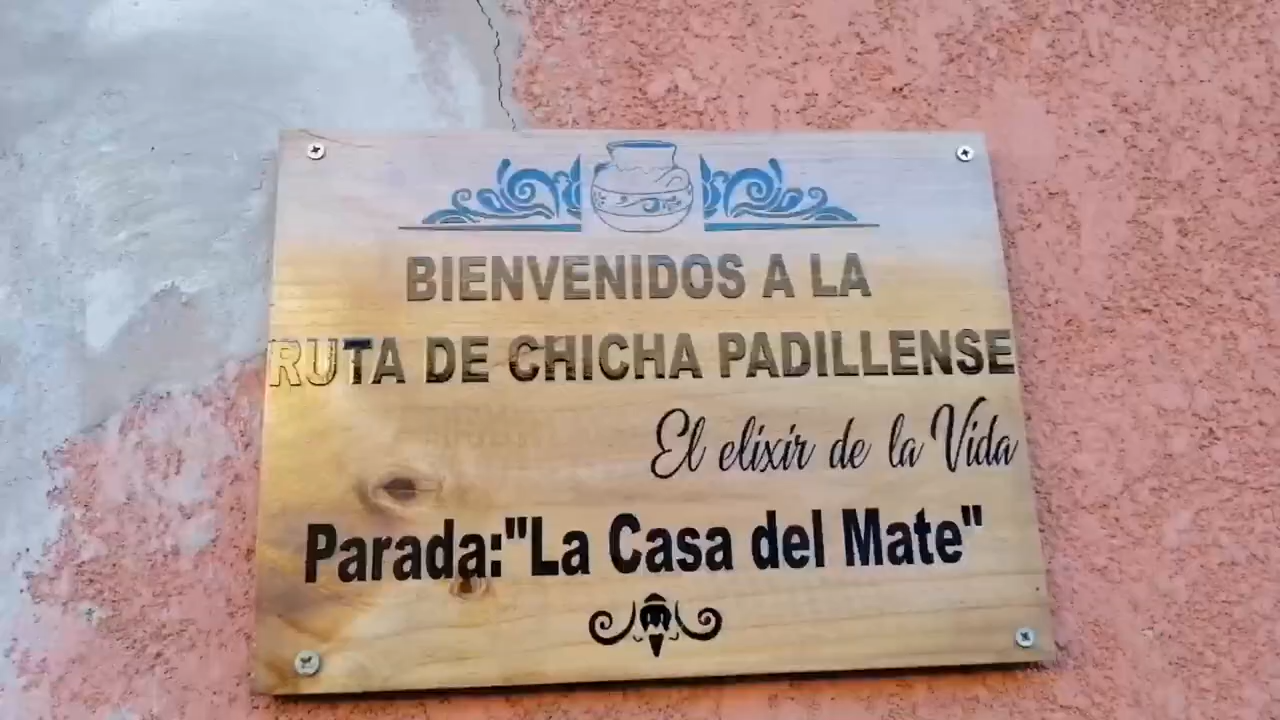 BIENVENIDOS A LA
RUTA DE CHICHA PADILLENSE
El elixir de la Vida
Parada:"La Casa del Mate"